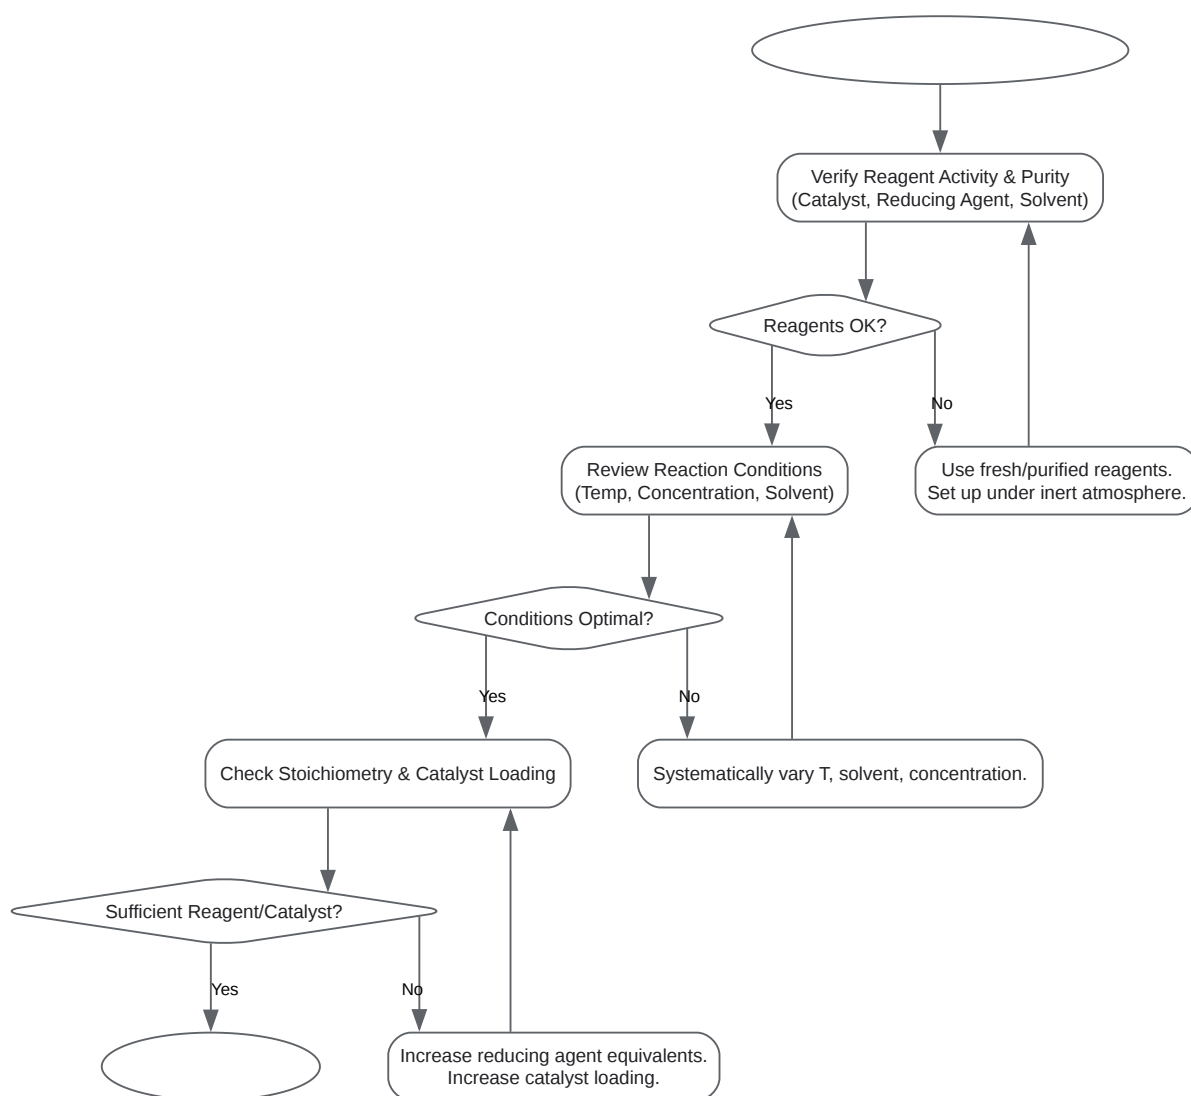 Verify Reagent Activity & Purity
(Catalyst, Reducing Agent, Solvent)
Reagents OK?
Yes
No
Review Reaction Conditions
(Temp, Concentration, Solvent)
Use fresh/purified reagents.
Set up under inert atmosphere.
Conditions Optimal?
Yes
No
Check Stoichiometry & Catalyst Loading
Systematically vary T, solvent, concentration.
Sufficient Reagent/Catalyst?
Yes
No
Increase reducing agent equivalents.
Increase catalyst loading.